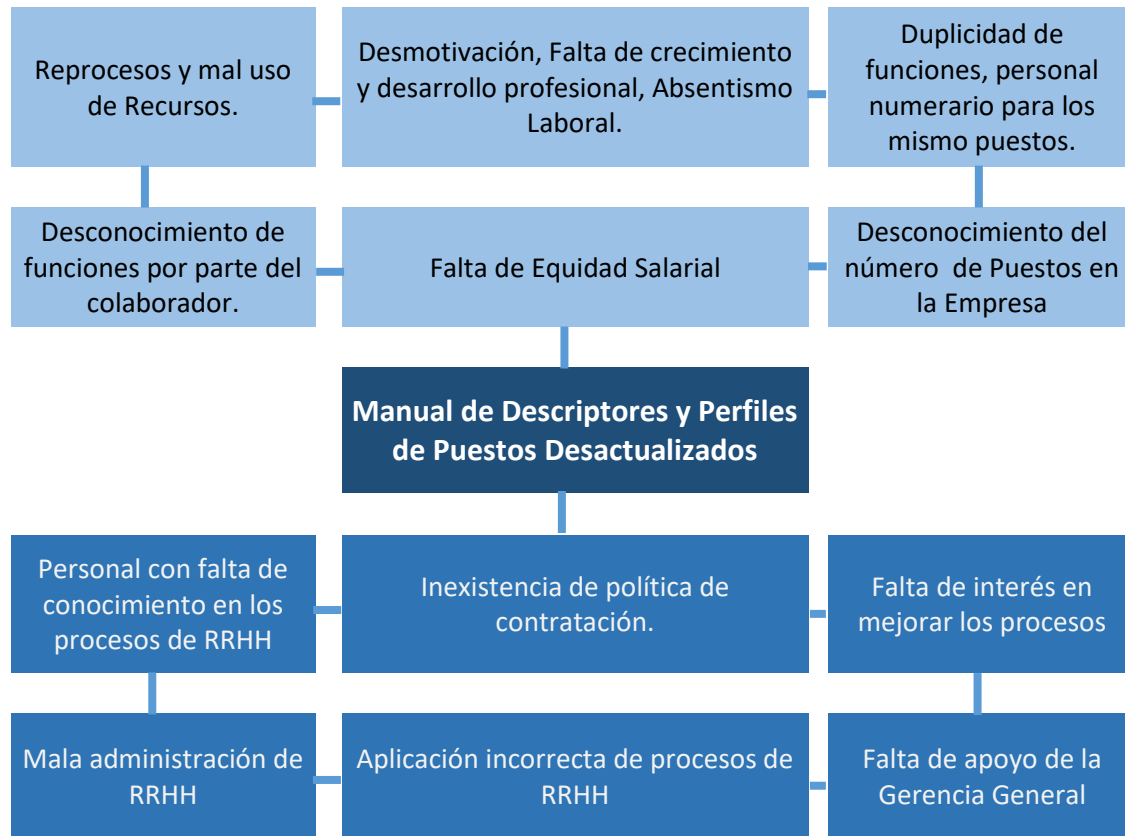 Reprocesos y mal uso
de Recursos.
Desmotivación, Falta de crecimiento
y desarrollo profesional, Absentismo
Laboral.
Duplicidad de
funciones, personal
numerario para los
mismo puestos.
Desconocimiento de
funciones por parte del
colaborador.
Falta de Equidad Salarial
Desconocimiento del
número de Puestos en
la Empresa
Manual de Descriptores y Perfiles
de Puestos Desactualizados
Personal con falta de
conocimiento en los
procesos de RRHH
Inexistencia de política de
contratación.
Falta de interés en
mejorar los procesos
Mala administración de
RRHH
Aplicación incorrecta de procesos de
RRHH
Falta de apoyo de la
Gerencia General